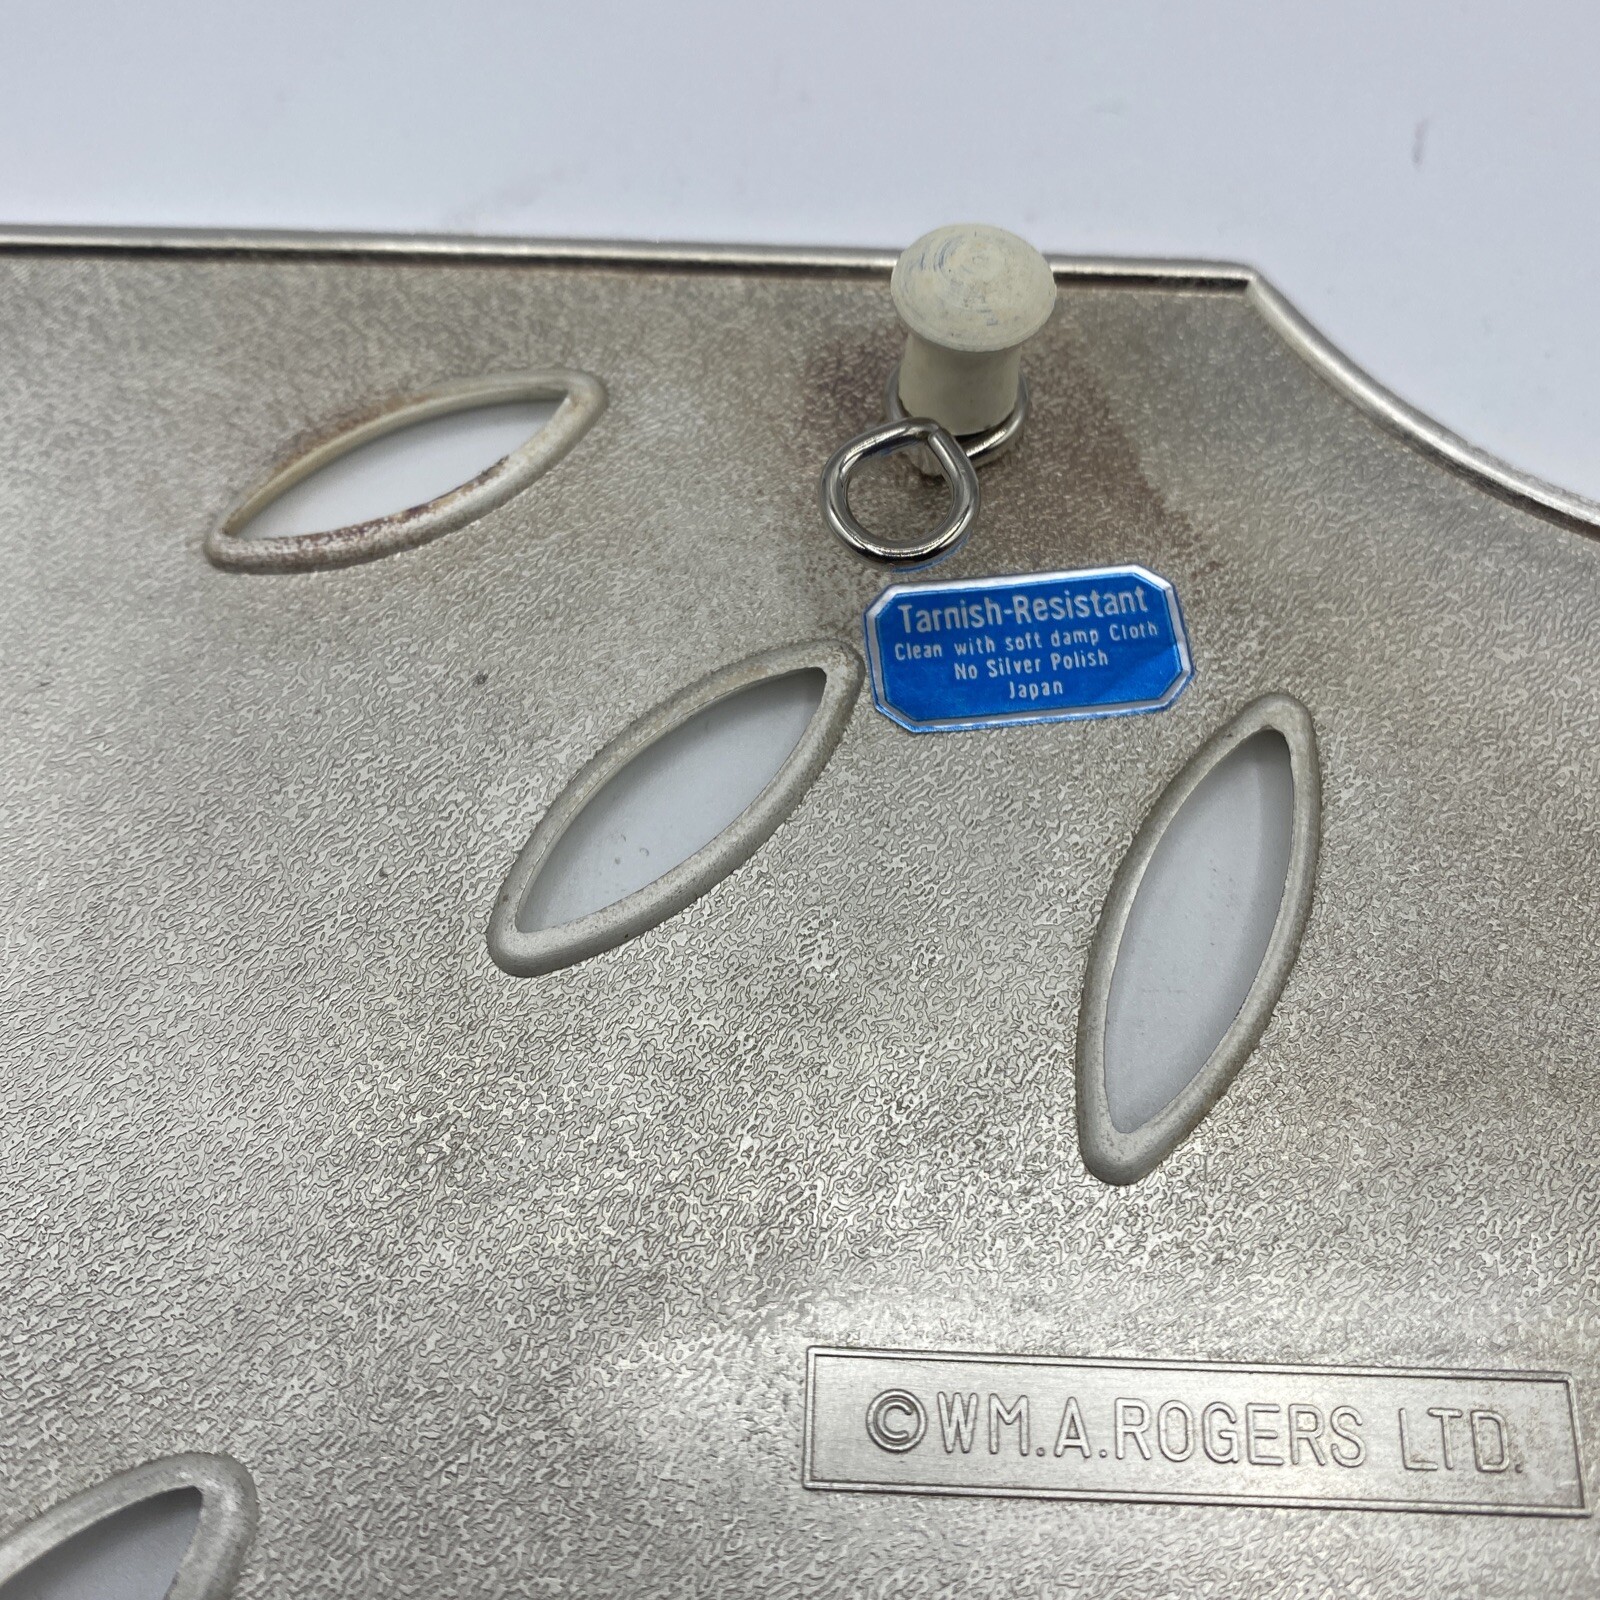 Tarnish-Resistant
Clean with soft damp Cloth
No Silver Polish
Japan
©WM.A.ROGERS LTD.